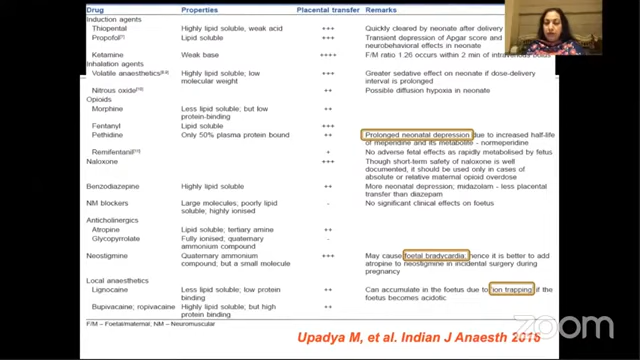 Drug Properties Placental transfer Remarks
Induction agents
Thiopental Highly lipid soluble, weak acid +++ Quickly cleared by neonate after delivery
Propofol Lipid soluble +++ Transient depression of Apgar score and
neurobehavioral effects in neonate
Ketamine Weak base ++++ F/M ratio 1.26 occurs within 2 min of
Inhalation agents
Volatile anaesthetics Highly lipid soluble; low +++ Greater sedative effect on neonate if dose-delivery
molecular weight interval is prolonged
Nitrous oxide ++ Possible diffusion hypoxia in neonate
Opioids
Morphine Less lipid soluble; but low ++
protein-binding
Fentanyl Lipid soluble +++
Pethidine Only 50% plasma protein bound ++ Prolonged neonatal depression due to increased half-life
of meperidine and its metabolite - normeperidine
Remifentanil + No adverse fetal effects as rapidly metabolised by fetus
Naloxone +++ Though short-term safety of naloxone is well
documented, it should be used only in cases
of absolute or relative maternal opioid overdose
Benzodiazepine Highly lipid soluble ++ More neonatal depression; midazolam - less placental
transfer than diazepam
NM blockers Large molecules; poorly lipid - No significant clinical effects on foetus
soluble; highly ionised
Anticholinergics
Atropine Lipid soluble; tertiary amine ++
Glycopyrrolate Fully ionised; quaternary -
ammonium compound
Neostigmine Quaternary ammonium +++ May cause foetal bradycardia; hence it is better to add
compound, but a small molecule atropine to neostigmine in incidental surgery during
pregnancy
Local anaesthetics
Lignocaine Less lipid soluble; low protein ++ Can accumulate in the foetus due to ion trapping if the
binding foetus becomes acidotic
Bupivacaine; ropivacaine Highly lipid soluble; but high ++
protein binding
F/M – Foetal/maternal; NM – Neuromuscular
Upadya M, et al. Indian J Anaesth 2018
zoom